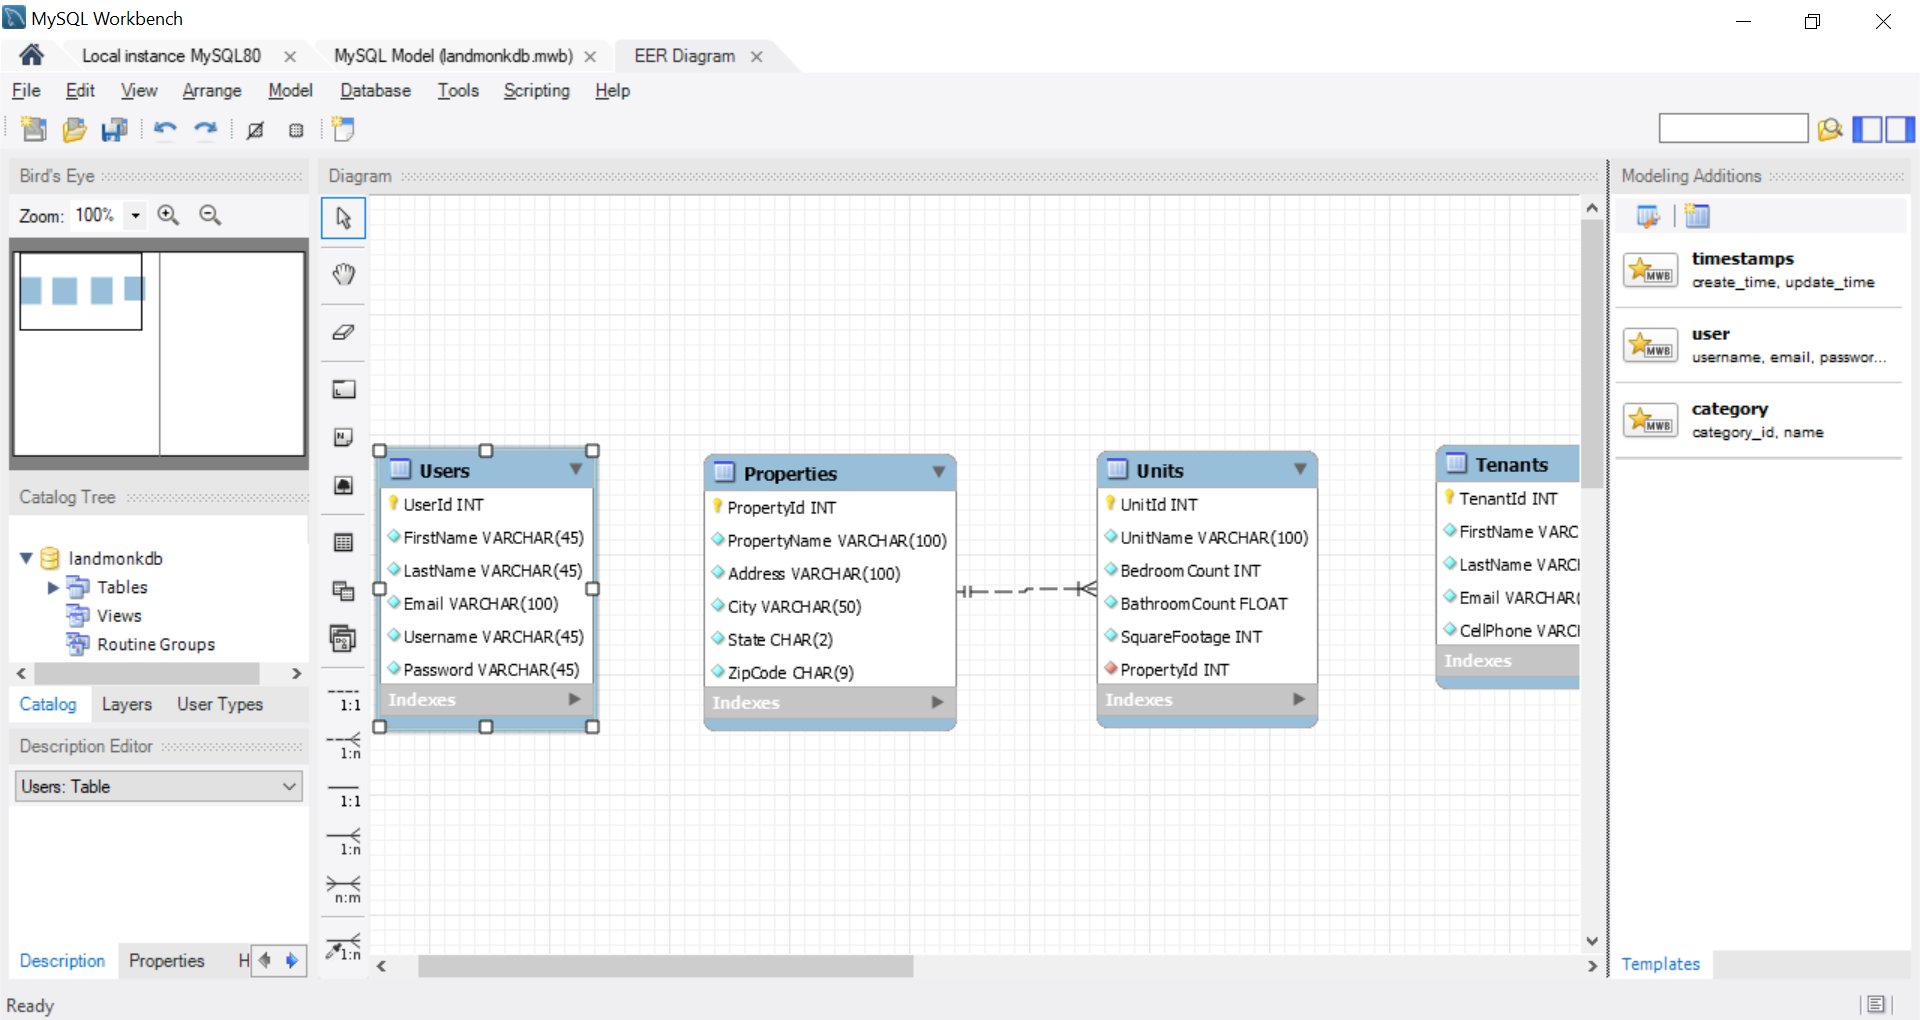 MySQL Workbench
Local instance MySQL80
MySQL Model (landmonkdb.mwb)
EER Diagram
File Edit View Arrange Model Database Tools Scripting Help
Bird's Eye
Zoom: 100%
Catalog Tree
landmonkdb
Tables
Views
Routine Groups
Catalog Layers User Types
Description Editor
Users: Table
Description Properties H
Ready
Diagram
1:1
1:n
1:1
1:n
n:m
1:n
Users
UserId INT
FirstName VARCHAR(45)
LastName VARCHAR(45)
Email VARCHAR(100)
Username VARCHAR(45)
Password VARCHAR(45)
Indexes
Properties
PropertyId INT
PropertyName VARCHAR(100)
Address VARCHAR(100)
City VARCHAR(50)
State CHAR(2)
ZipCode CHAR(9)
Indexes
Units
UnitId INT
UnitName VARCHAR(100)
BedroomCount INT
BathroomCount FLOAT
SquareFootage INT
PropertyId INT
Indexes
Tenants
TenantId INT
FirstName VARC
LastName VARC
Email VARCHAR(
CellPhone VARC
Indexes
Modeling Additions
MWB
timestamps
create_time, update_time
MWB
user
username, email, passwor...
MWB
category
category_id, name
Templates